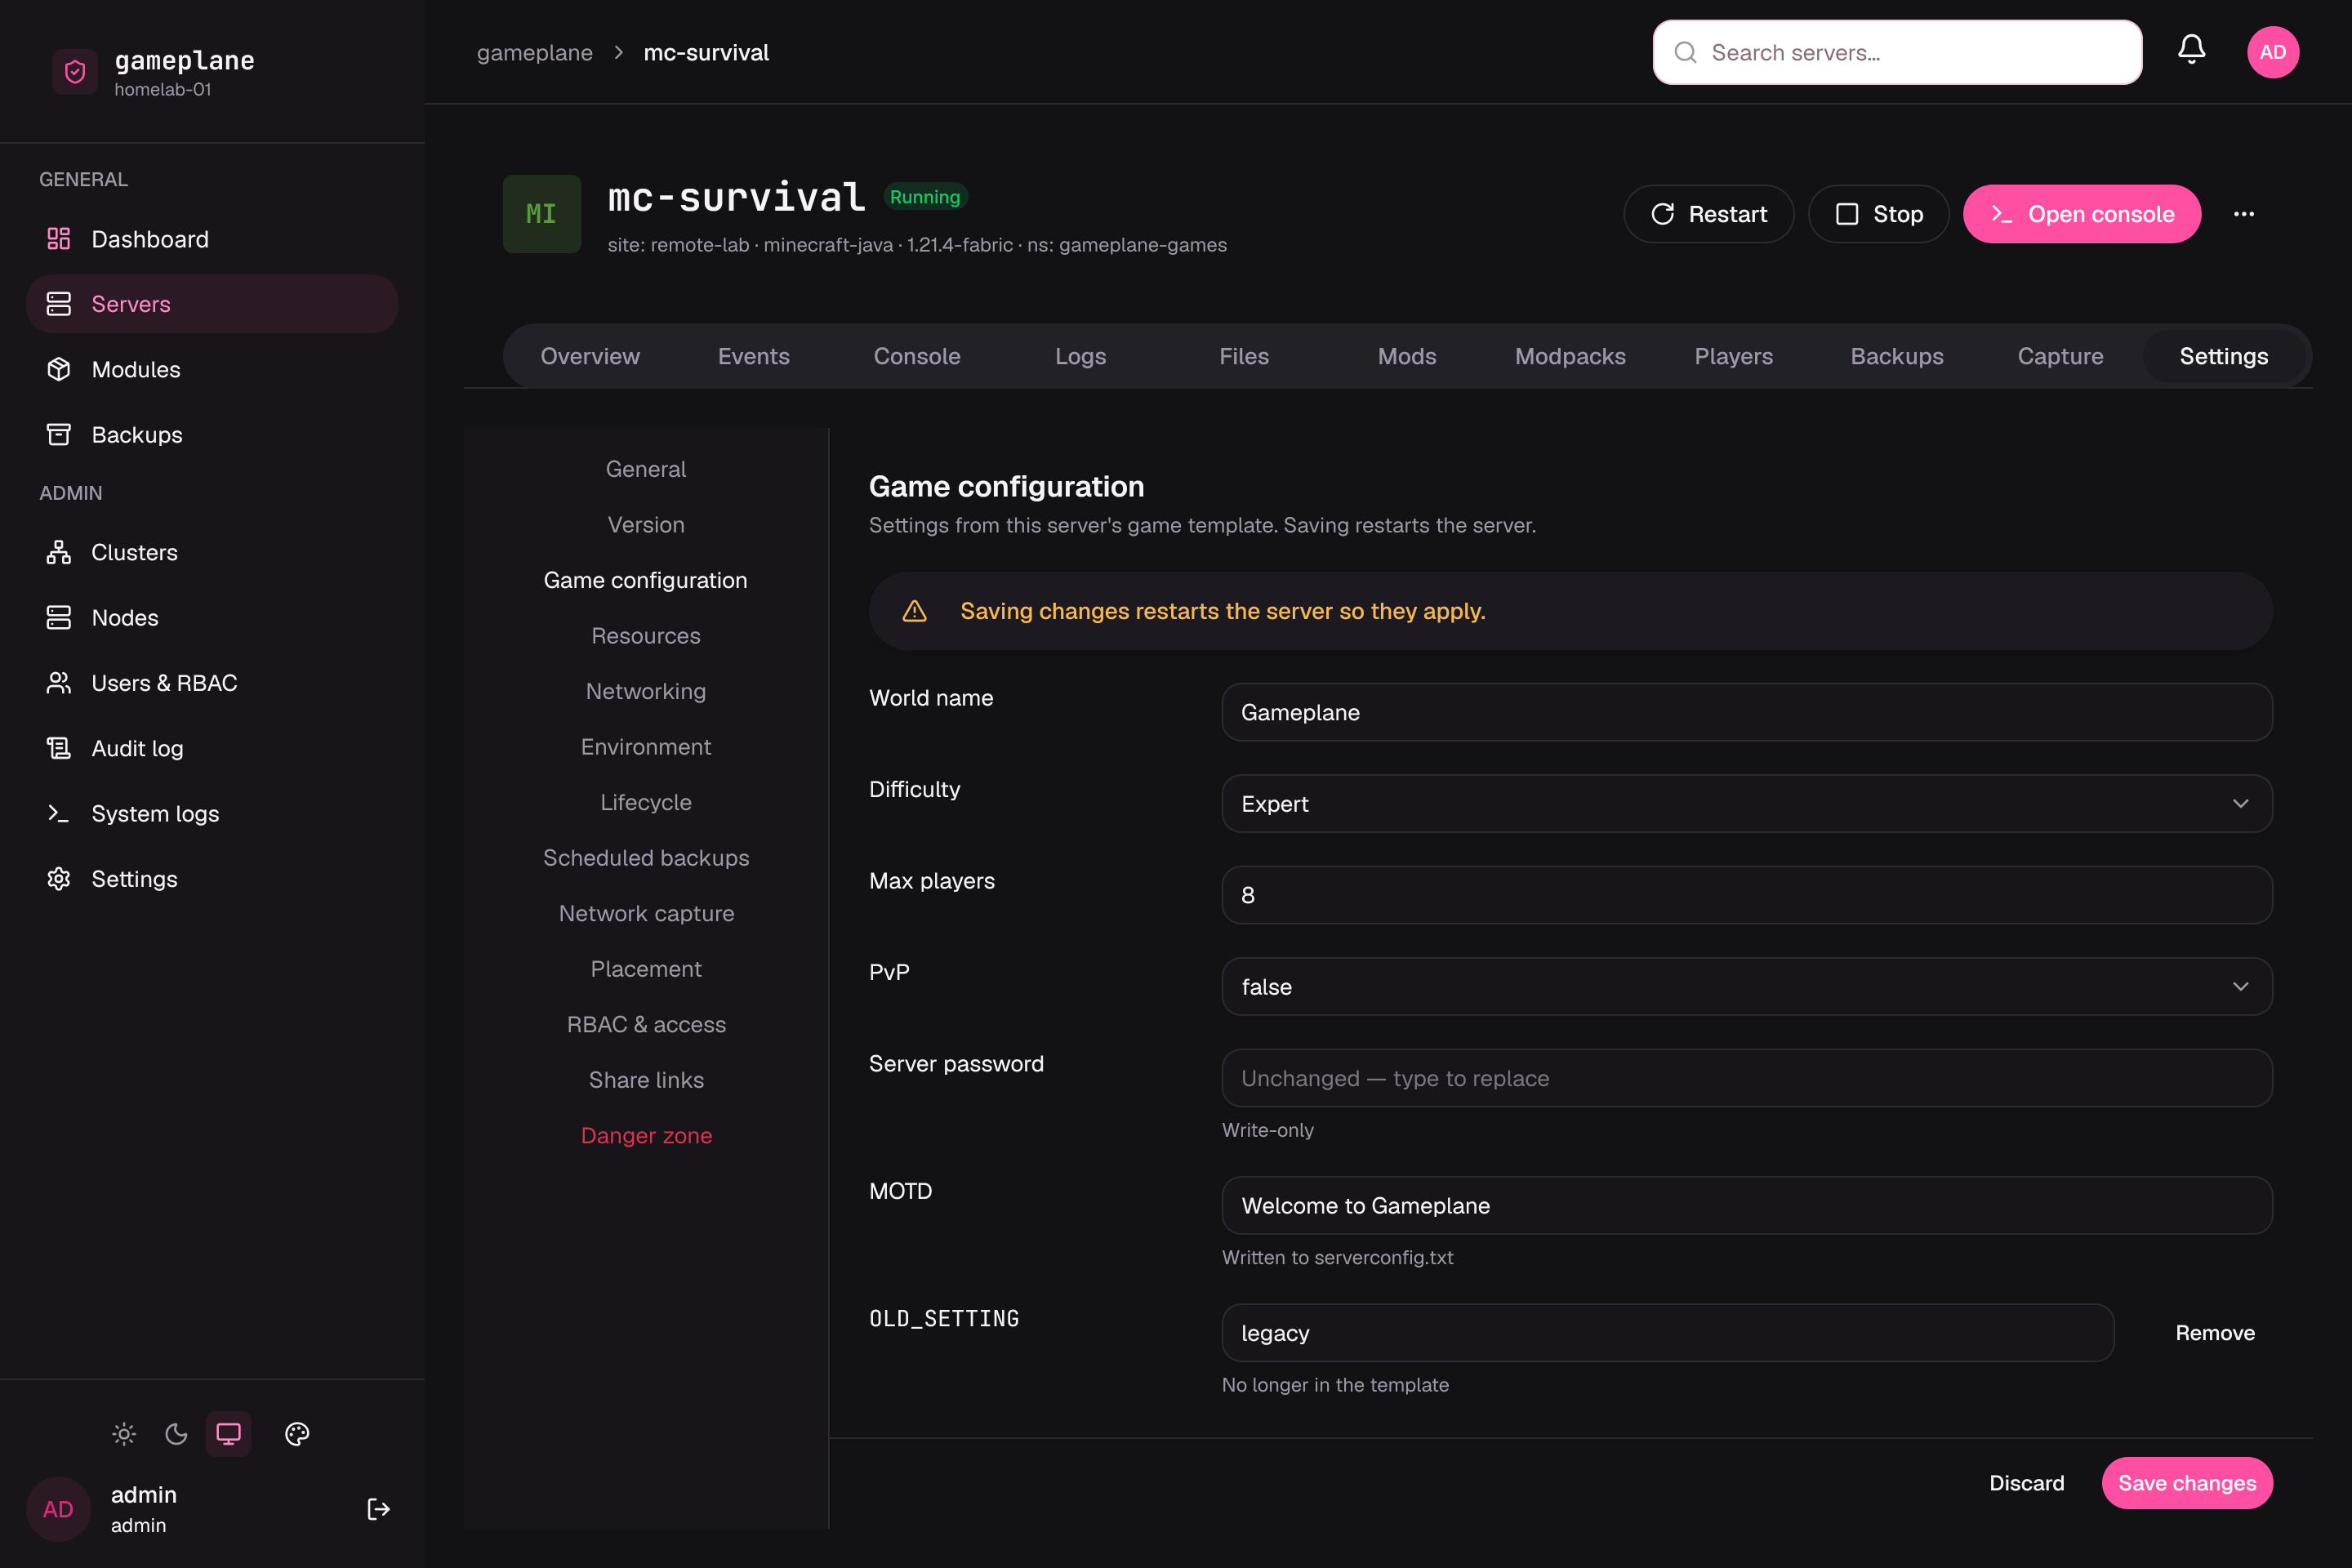 gameplane
homelab-01
GENERAL
Dashboard
Servers
Modules
Backups
ADMIN
Clusters
Nodes
Users & RBAC
Audit log
System logs
Settings
AD
admin
admin
gameplane
mc-survival
Search servers...
AD
MI
mc-survival
Running
site: remote-lab · minecraft-java · 1.21.4-fabric · ns: gameplane-games
Restart
Stop
Open console
Overview
Events
Console
Logs
Files
Mods
Modpacks
Players
Backups
Capture
Settings
General
Version
Game configuration
Resources
Networking
Environment
Lifecycle
Scheduled backups
Network capture
Placement
RBAC & access
Share links
Danger zone
Game configuration
Settings from this server's game template. Saving restarts the server.
Saving changes restarts the server so they apply.
World name
Gameplane
Difficulty
Expert
Max players
8
PvP
false
Server password
Unchanged — type to replace
Write-only
MOTD
Welcome to Gameplane
Written to serverconfig.txt
OLD_SETTING
legacy
Remove
No longer in the template
Discard
Save changes